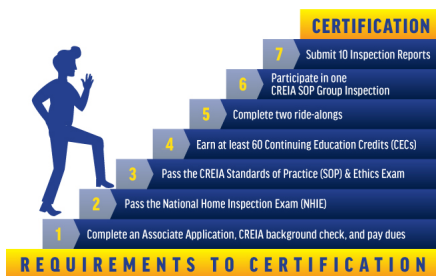 CERTIFICATION
7 Submit 10 Inspection Reports
6 Participate in one
CREIA SOP Group Inspection
5 Complete two ride-alongs
4 Earn at least 60 Continuing Education Credits (CECs)
3 Pass the CREIA Standards of Practice (SOP) & Ethics Exam
2 Pass the National Home Inspection Exam (NHIE)
1 Complete an Associate Application, CREIA background check, and pay dues
REQUIREMENTS TO CERTIFICATION